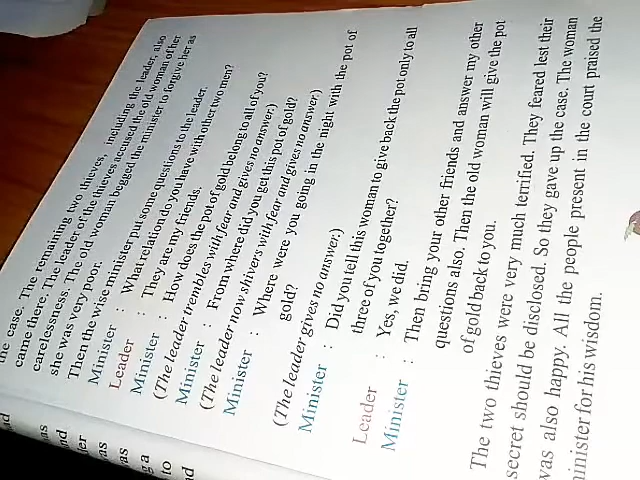 the case. The remaining two thieves, including the leader, also
came there. The leader of the thieves accused the old woman of her
carelessness. The old woman begged the minister to forgive her as
she was very poor.
Then the wise minister put some questions to the leader.
Minister : What relation do you have with other two men?
Leader : They are my friends.
Minister : How does the pot of gold belong to all of you?
(The leader trembles with fear and gives no answer.)
Minister : From where did you get this pot of gold?
(The leader now shivers with fear and gives no answer.)
Minister : Where were you going in the night with the pot of
gold?
(The leader gives no answer.)
Minister : Did you tell this woman to give back the pot only to all
three of you together?
Leader : Yes, we did.
Minister : Then bring your other friends and answer my other
questions also. Then the old woman will give the pot
of gold back to you.
The two thieves were very much terrified. They feared lest their
secret should be disclosed. So they gave up the case. The woman
was also happy. All the people present in the court praised the
minister for his wisdom.